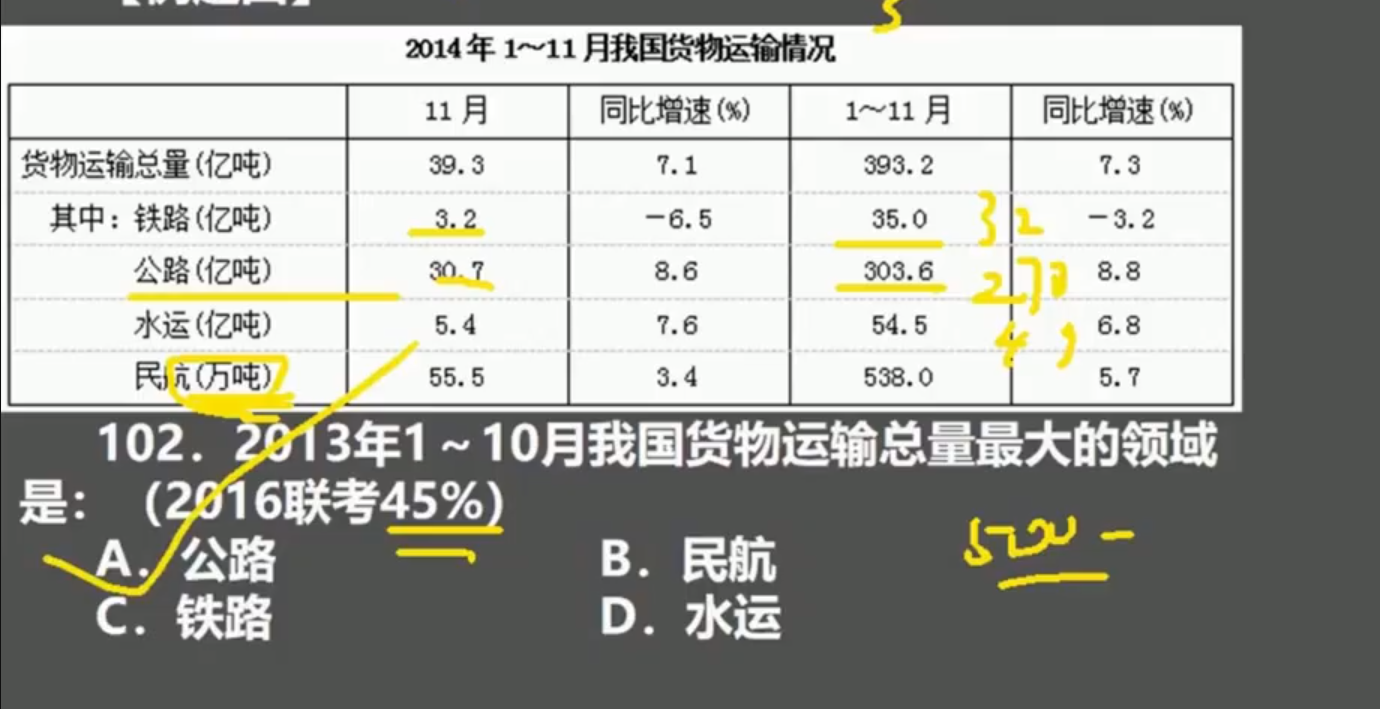 2014年1～11月我国货物运输情况
11月 同比增速(%) 1～11月 同比增速(%)
货物运输总量(亿吨) 39.3 7.1 393.2 7.3
其中：铁路(亿吨) 3.2 －6.5 35.0 32 －3.2
公路(亿吨) 30.7 8.6 303.6 270 8.8
水运(亿吨) 5.4 7.6 54.5 49 6.8
民航(万吨) 55.5 3.4 538.0 5.7
102．2013年1～10月我国货物运输总量最大的领域
是：（2016联考45%）
A．公路 B．民航
C．铁路 D．水运